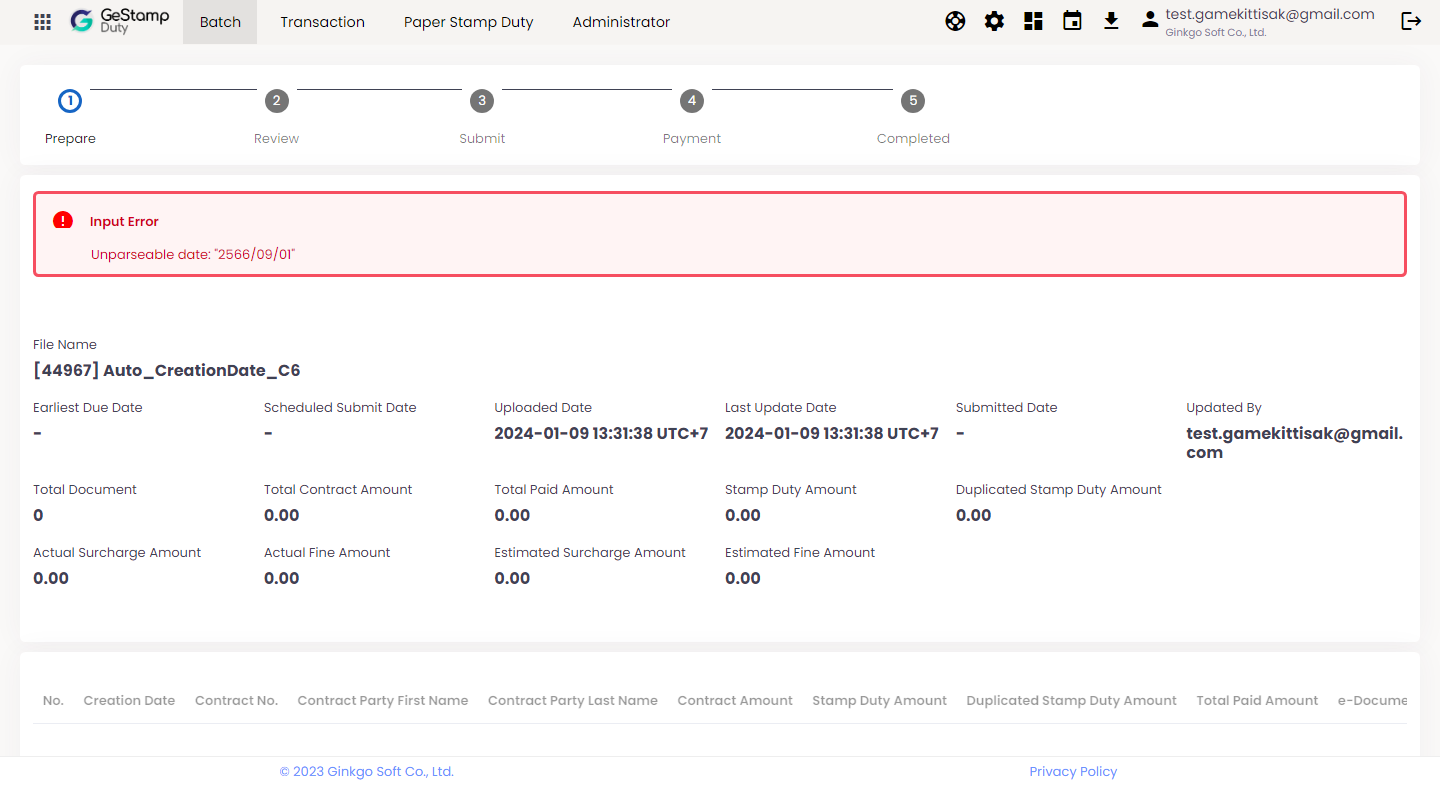 GeStamp
Duty
Batch
Transaction
Paper Stamp Duty
Administrator
test.gamekittisak@gmail.com
Ginkgo Soft Co., Ltd.
1
2
3
4
5
Prepare
Review
Submit
Payment
Completed
Input Error
Unparseable date: "2566/09/01"
File Name
[44967] Auto_CreationDate_C6
Earliest Due Date
Scheduled Submit Date
Uploaded Date
Last Update Date
Submitted Date
Updated By
-
-
2024-01-09 13:31:38 UTC+7
2024-01-09 13:31:38 UTC+7
-
test.gamekittisak@gmail.
com
Total Document
Total Contract Amount
Total Paid Amount
Stamp Duty Amount
Duplicated Stamp Duty Amount
0
0.00
0.00
0.00
0.00
Actual Surcharge Amount
Actual Fine Amount
Estimated Surcharge Amount
Estimated Fine Amount
0.00
0.00
0.00
0.00
No.
Creation Date
Contract No.
Contract Party First Name
Contract Party Last Name
Contract Amount
Stamp Duty Amount
Duplicated Stamp Duty Amount
Total Paid Amount
e-Docume
© 2023 Ginkgo Soft Co., Ltd.
Privacy Policy